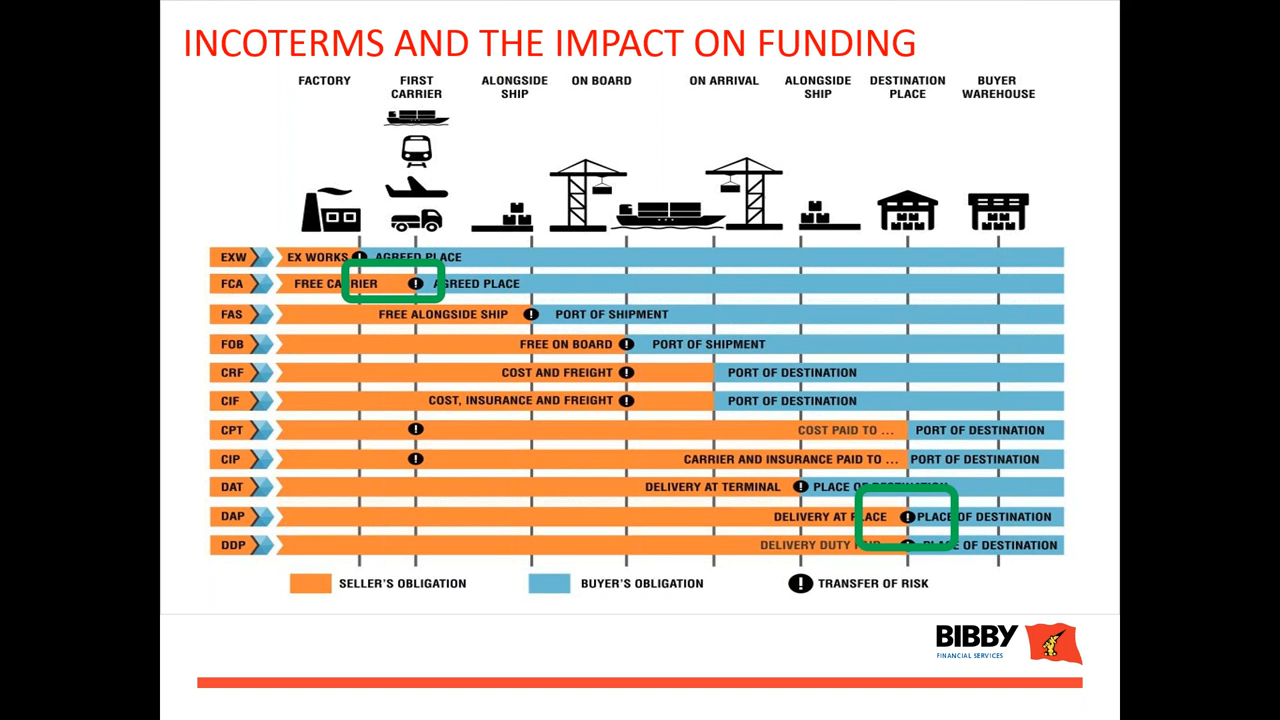 INCOTERMS AND THE IMPACT ON FUNDING
FACTORY
FIRST
CARRIER
ALONGSIDE
SHIP
ON BOARD
ON ARRIVAL
ALONGSIDE
SHIP
DESTINATION
PLACE
BUYER
WAREHOUSE
EXW EX WORKS ! AGREED PLACE
FCA FREE CARRIER ! AGREED PLACE
FAS FREE ALONGSIDE SHIP ! PORT OF SHIPMENT
FOB FREE ON BOARD ! PORT OF SHIPMENT
CRF COST AND FREIGHT ! PORT OF DESTINATION
CIF COST, INSURANCE AND FREIGHT ! PORT OF DESTINATION
CPT ! COST PAID TO ... PORT OF DESTINATION
CIP ! CARRIER AND INSURANCE PAID TO ... PORT OF DESTINATION
DAT DELIVERY AT TERMINAL ! PLACE OF DESTINATION
DAP DELIVERY AT PLACE ! PLACE OF DESTINATION
DDP DELIVERY DUTY PAID ! PLACE OF DESTINATION
SELLER'S OBLIGATION BUYER'S OBLIGATION ! TRANSFER OF RISK
BIBBY
FINANCIAL SERVICES